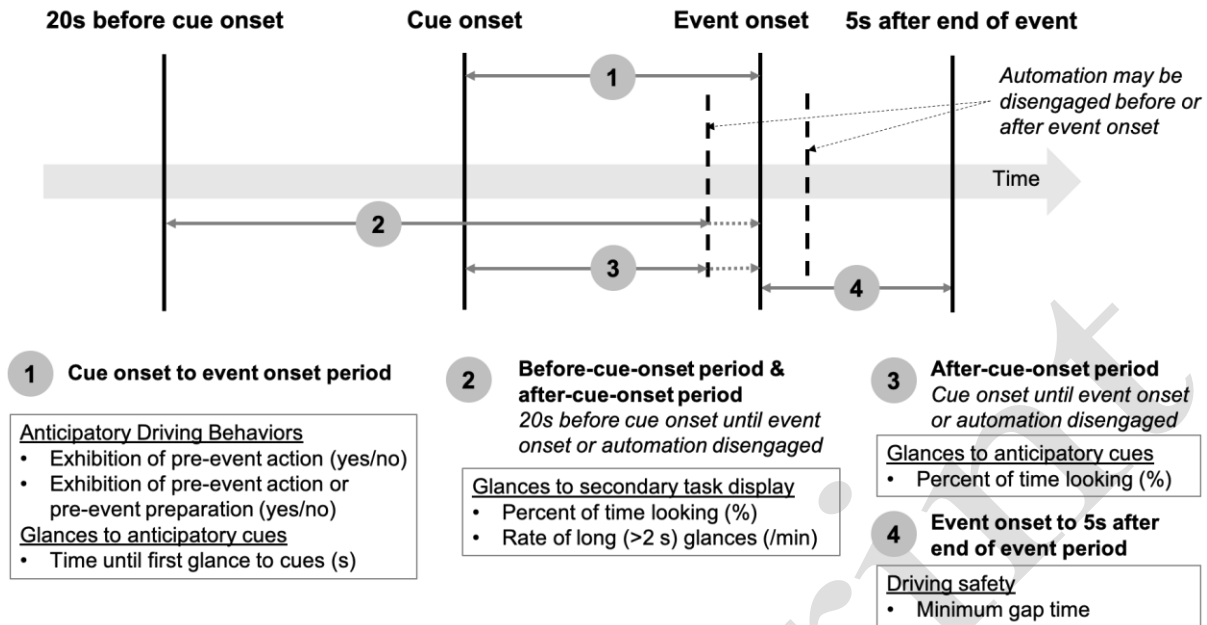 20s before cue onset
Cue onset
Event onset
5s after end of event
Automation may be
disengaged before or
after event onset
1
Time
2
3
4
1 Cue onset to event onset period
Anticipatory Driving Behaviors
• Exhibition of pre-event action (yes/no)
• Exhibition of pre-event action or
pre-event preparation (yes/no)
Glances to anticipatory cues
• Time until first glance to cues (s)
2 Before-cue-onset period &
after-cue-onset period
20s before cue onset until event
onset or automation disengaged
Glances to secondary task display
• Percent of time looking (%)
• Rate of long (>2 s) glances (/min)
3 After-cue-onset period
Cue onset until event onset
or automation disengaged
Glances to anticipatory cues
• Percent of time looking (%)
4 Event onset to 5s after
end of event period
Driving safety
• Minimum gap time